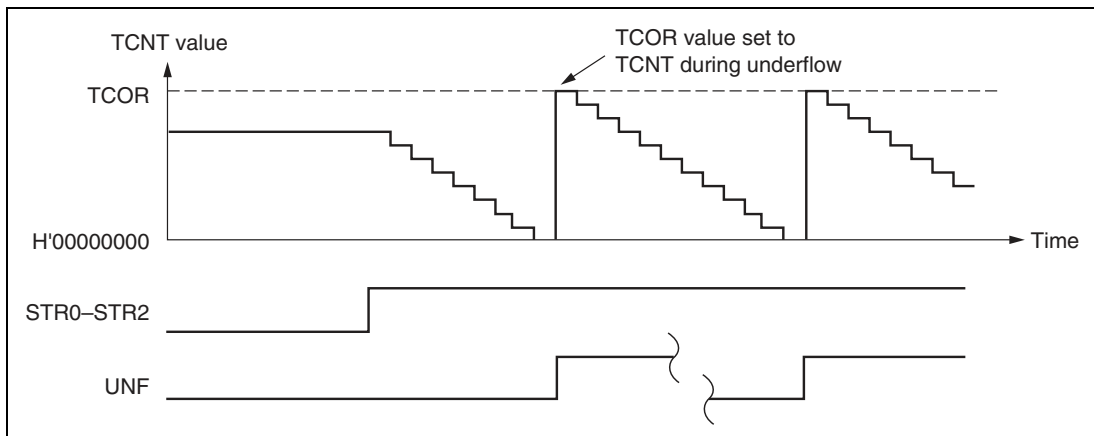 TCNT value
TCOR value set to
TCNT during underflow
TCOR
H'00000000
Time
STR0–STR2
UNF